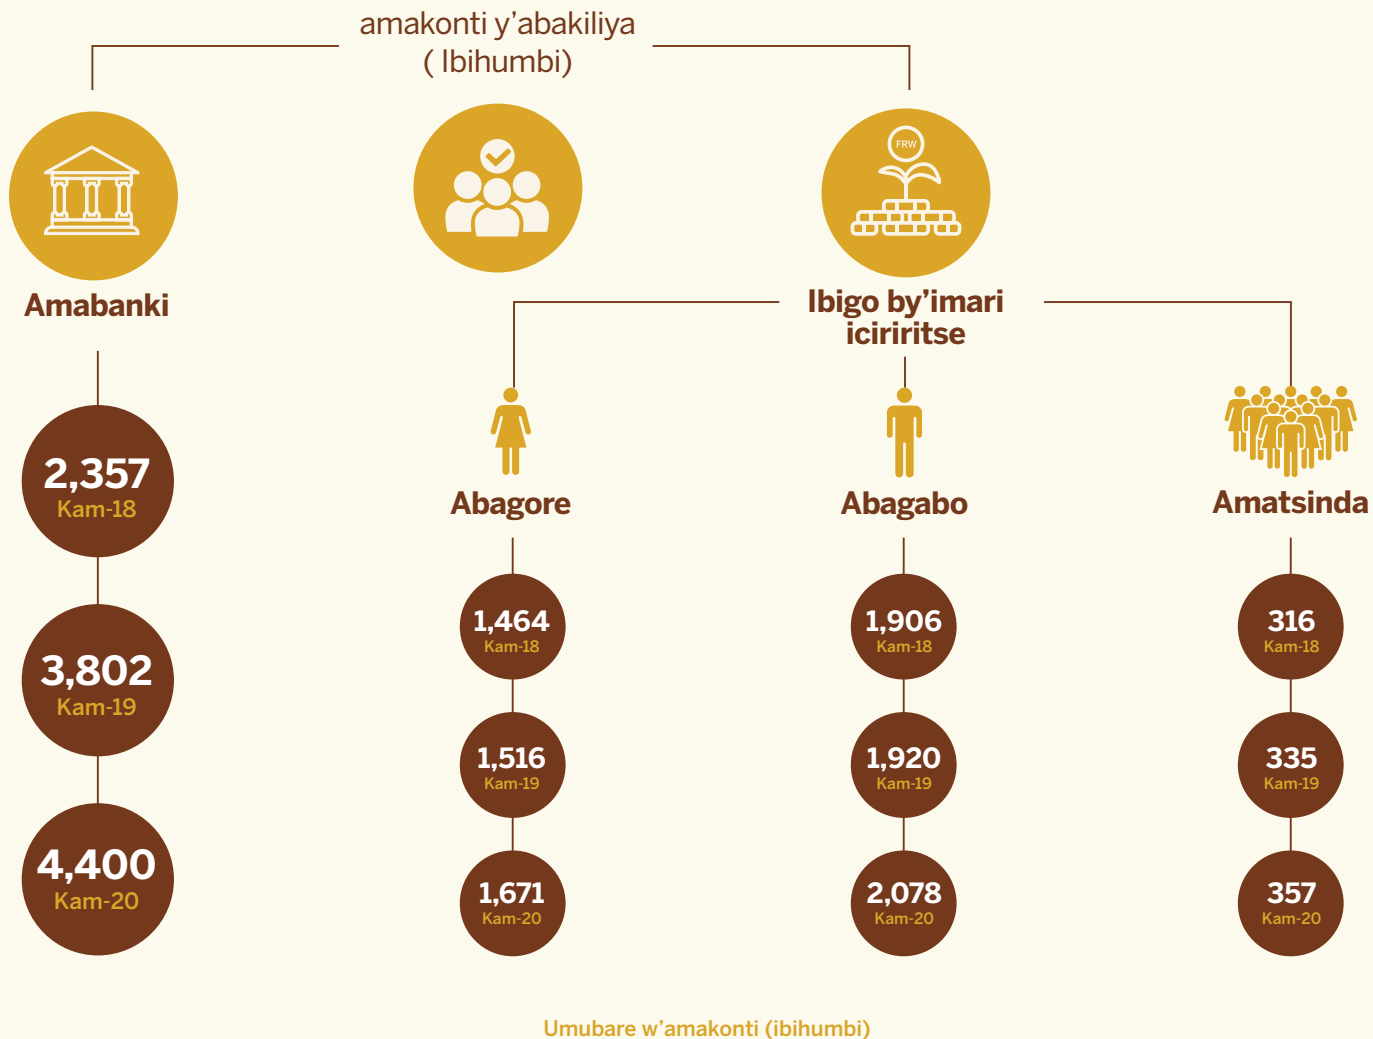 amakonti y'abakiliya
( Ibihumbi)
FRW
Amabanki
Ibigo by'imari
iciriritse
2,357
Kam-18
3,802
Kam-19
4,400
Kam-20
Abagore
1,464
Kam-18
1,516
Kam-19
1,671
Kam-20
Abagabo
1,906
Kam-18
1,920
Kam-19
2,078
Kam-20
Amatsinda
316
Kam-18
335
Kam-19
357
Kam-20
Umubare w'amakonti (ibihumbi)